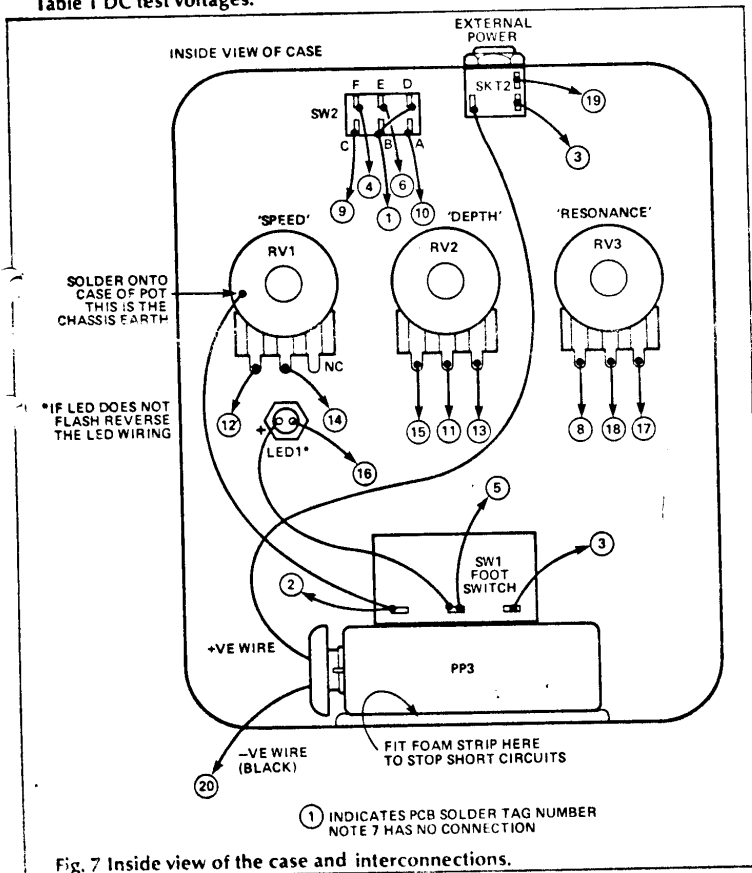 Table 1 DC test voltages.
EXTERNAL
POWER
INSIDE VIEW OF CASE
F E D
SKT2
SW2
19
C B A
3
4
6
9
1
10
'SPEED'
'DEPTH'
'RESONANCE'
RV1
RV2
RV3
SOLDER ONTO
CASE OF POT
THIS IS THE
CHASSIS EARTH
NC
*IF LED DOES NOT
FLASH REVERSE
THE LED WIRING
12
14
15
11
13
8
18
17
+
LED1*
16
5
3
SW1
FOOT
SWITCH
2
+VE WIRE
PP3
–VE WIRE
(BLACK)
FIT FOAM STRIP HERE
TO STOP SHORT CIRCUITS
20
1 INDICATES PCB SOLDER TAG NUMBER
NOTE 7 HAS NO CONNECTION
Fig. 7 Inside view of the case and interconnections.